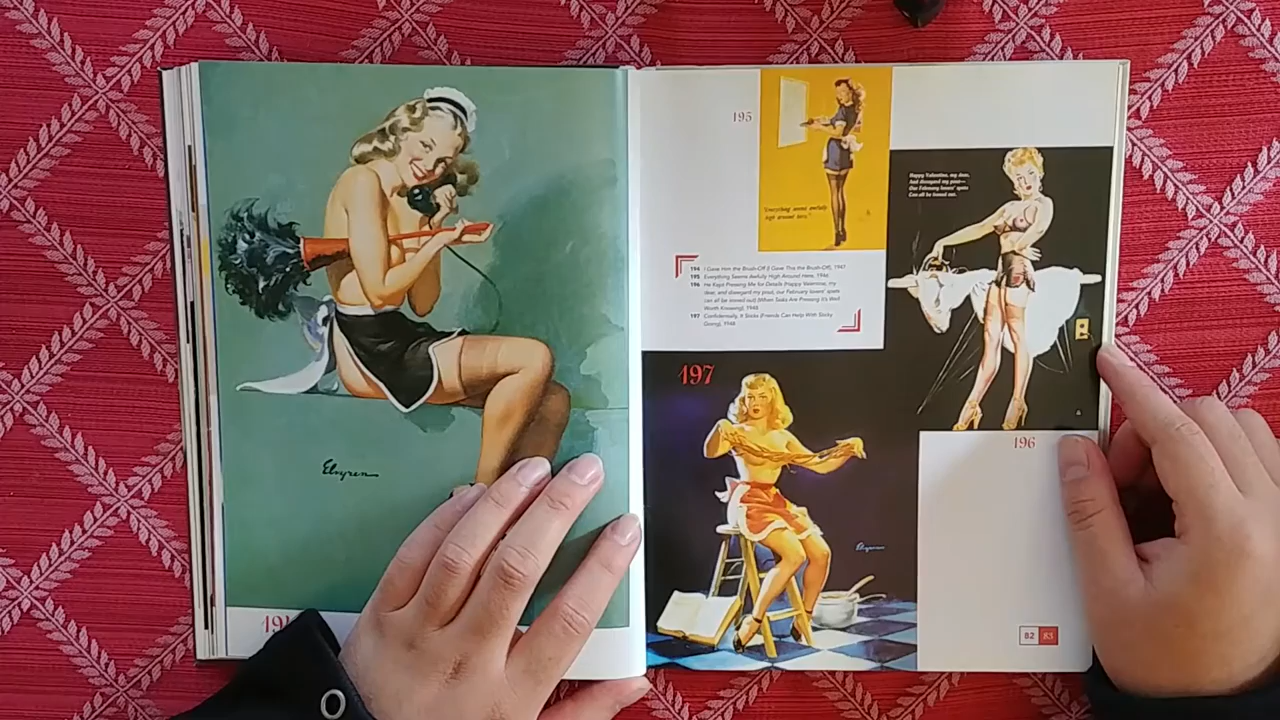 Elvgren
195
"Everything seems awfully
high around here."
Happy Valentine, my dear,
And disregard my pout—
Our February lovers' spats
Can all be ironed out.
194 I Gave Him the Brush-Off (I Gave This the Brush-Off), 1947
195 Everything Seems Awfully High Around Here, 1946
196 He Kept Pressing Me for Details (Happy Valentine, my
dear, and disregard my pout, our February lovers' spats
can all be ironed out) (When Suits Are Pressing It's Well
Worth Knowing), 1948
197 Confidentially, It Sticks (Friends Can Help With Sticky
Going), 1948
197
196
Elvgren
82 83